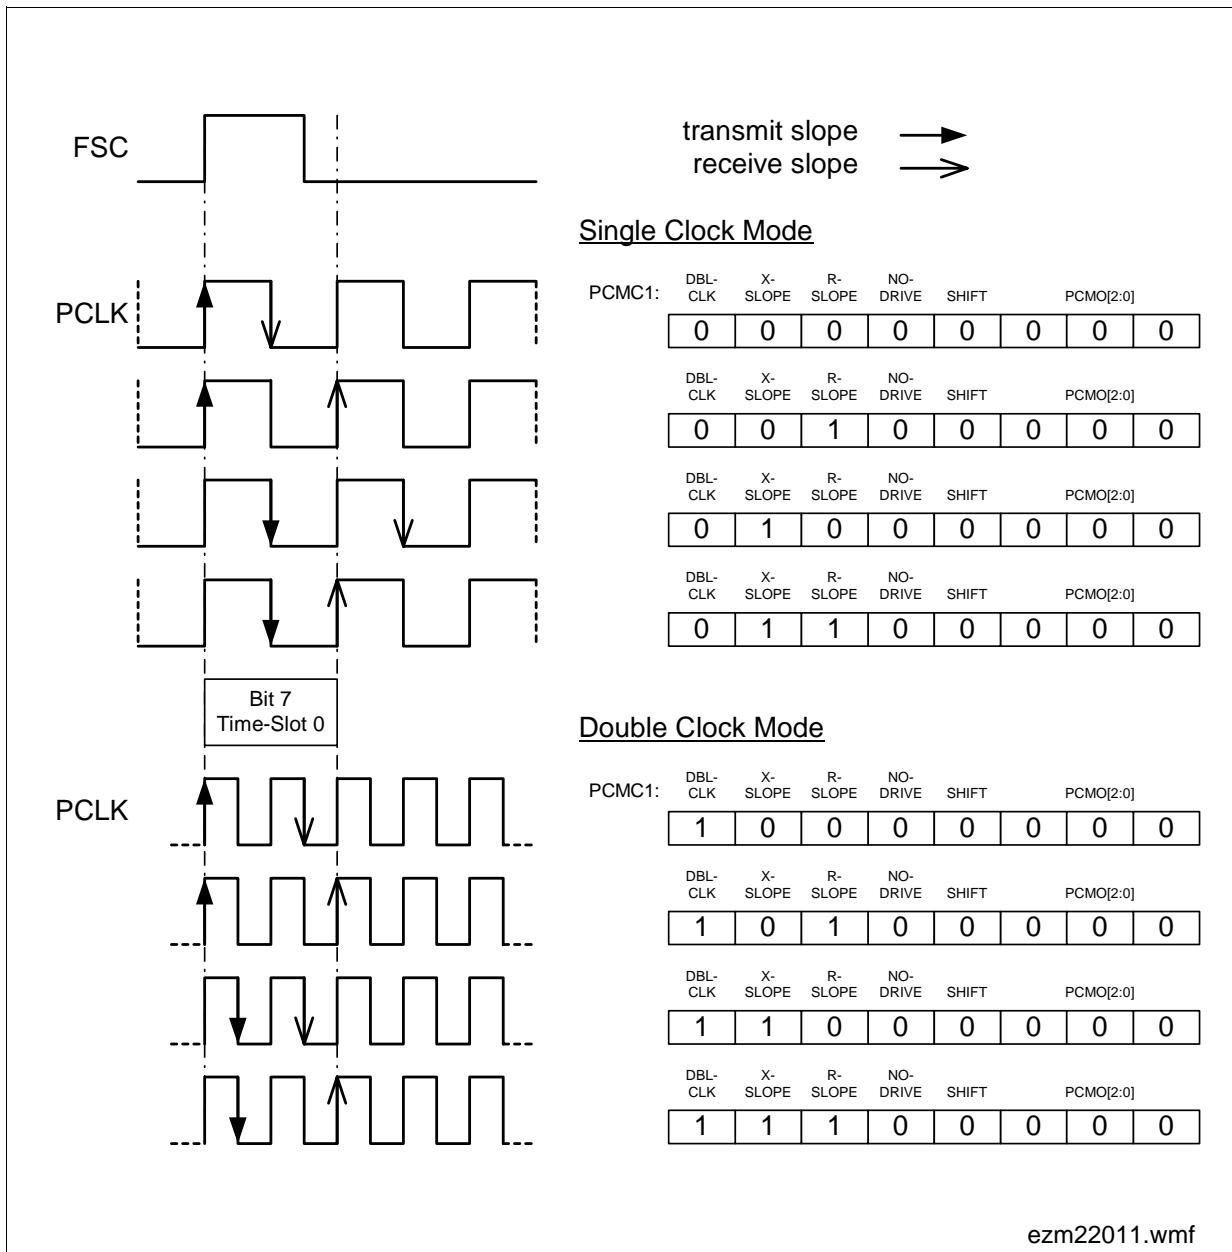 FSC
transmit slope
receive slope
Single Clock Mode
PCLK
PCMC1:
DBL-CLK X-SLOPE R-SLOPE NO-DRIVE SHIFT PCMO[2:0]
0 0 0 0 0 0 0 0
DBL-CLK X-SLOPE R-SLOPE NO-DRIVE SHIFT PCMO[2:0]
0 0 1 0 0 0 0 0
DBL-CLK X-SLOPE R-SLOPE NO-DRIVE SHIFT PCMO[2:0]
0 1 0 0 0 0 0 0
DBL-CLK X-SLOPE R-SLOPE NO-DRIVE SHIFT PCMO[2:0]
0 1 1 0 0 0 0 0
Bit 7
Time-Slot 0
Double Clock Mode
PCLK
PCMC1:
DBL-CLK X-SLOPE R-SLOPE NO-DRIVE SHIFT PCMO[2:0]
1 0 0 0 0 0 0 0
DBL-CLK X-SLOPE R-SLOPE NO-DRIVE SHIFT PCMO[2:0]
1 0 1 0 0 0 0 0
DBL-CLK X-SLOPE R-SLOPE NO-DRIVE SHIFT PCMO[2:0]
1 1 0 0 0 0 0 0
DBL-CLK X-SLOPE R-SLOPE NO-DRIVE SHIFT PCMO[2:0]
1 1 1 0 0 0 0 0
ezm22011.wmf